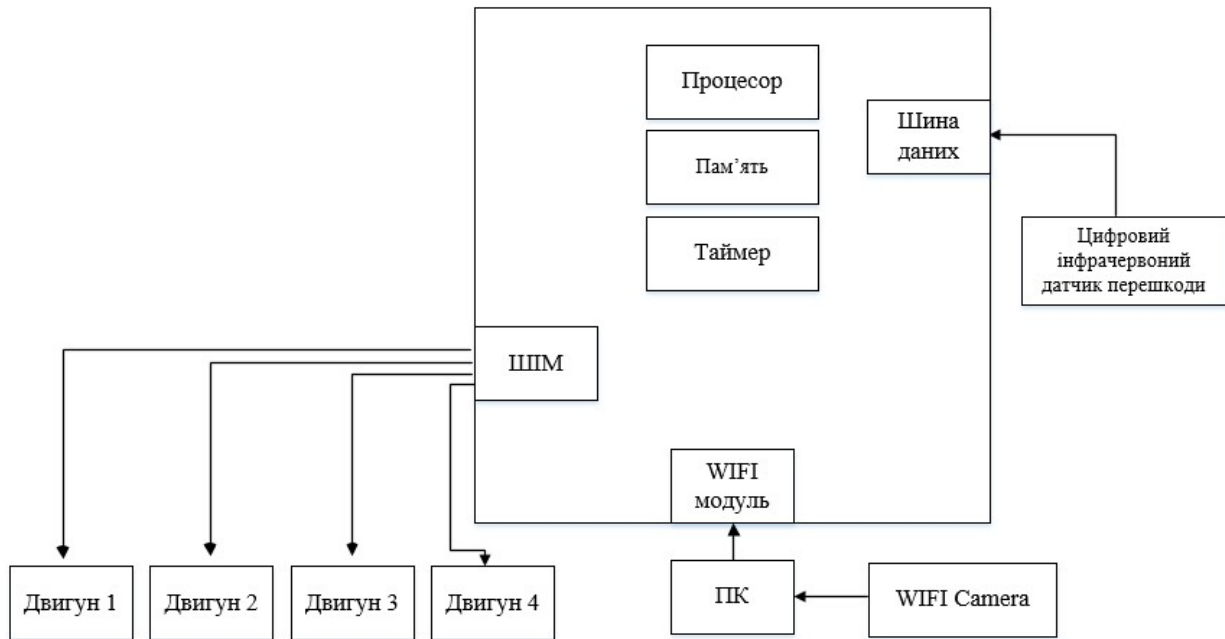 Процесор
Шина
даних
Пам’ять
Таймер
Цифровий
інфрачервоний
датчик перешкоди
ШІМ
WIFI
модуль
Двигун 1
Двигун 2
Двигун 3
Двигун 4
ПК
WIFI Camera